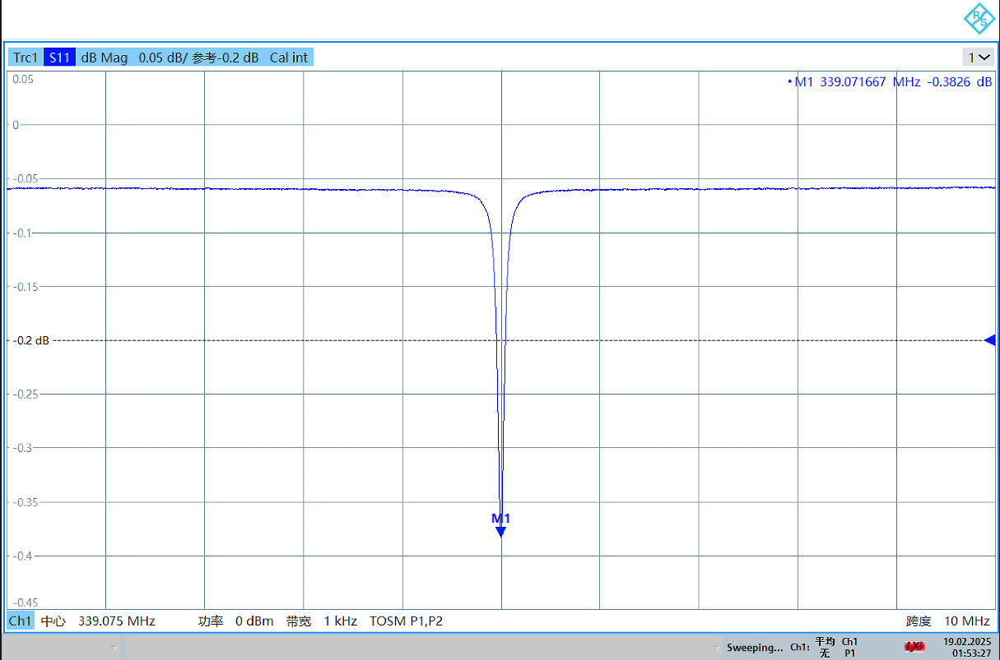 R S
Trc1 S11 dB Mag 0.05 dB/ 参考-0.2 dB Cal int 1
0.05
•M1 339.071667 MHz -0.3826 dB
0
-0.05
-0.1
-0.15
-0.2 dB
-0.25
-0.3
-0.35
M1
-0.4
-0.45
Ch1 中心 339.075 MHz 功率 0 dBm 带宽 1 kHz TOSM P1,P2 跨度 10 MHz
Sweeping... Ch1: 平均 Ch1 19.02.2025
无 P1 01:53:27
LXI